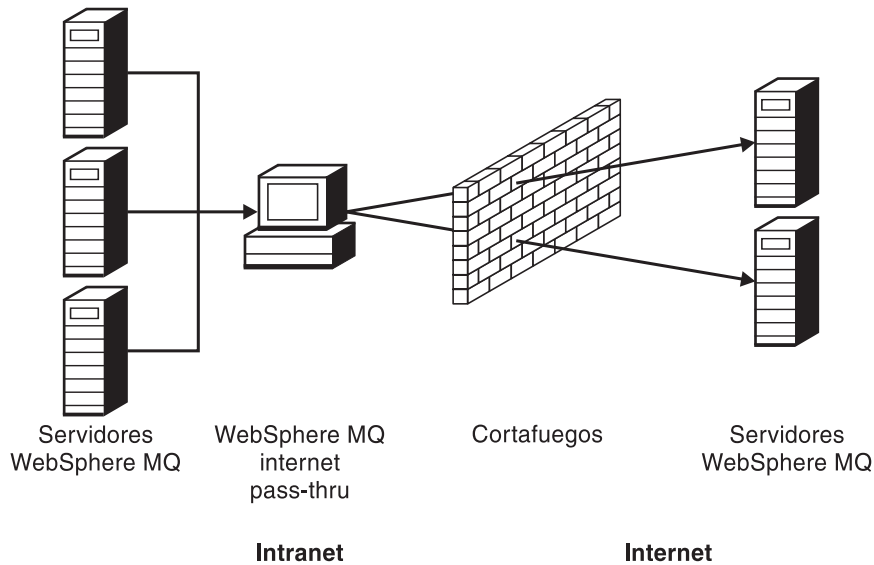 Servidores
WebSphere MQ
WebSphere MQ
internet
pass-thru
Cortafuegos
Servidores
WebSphere MQ
Intranet
Internet